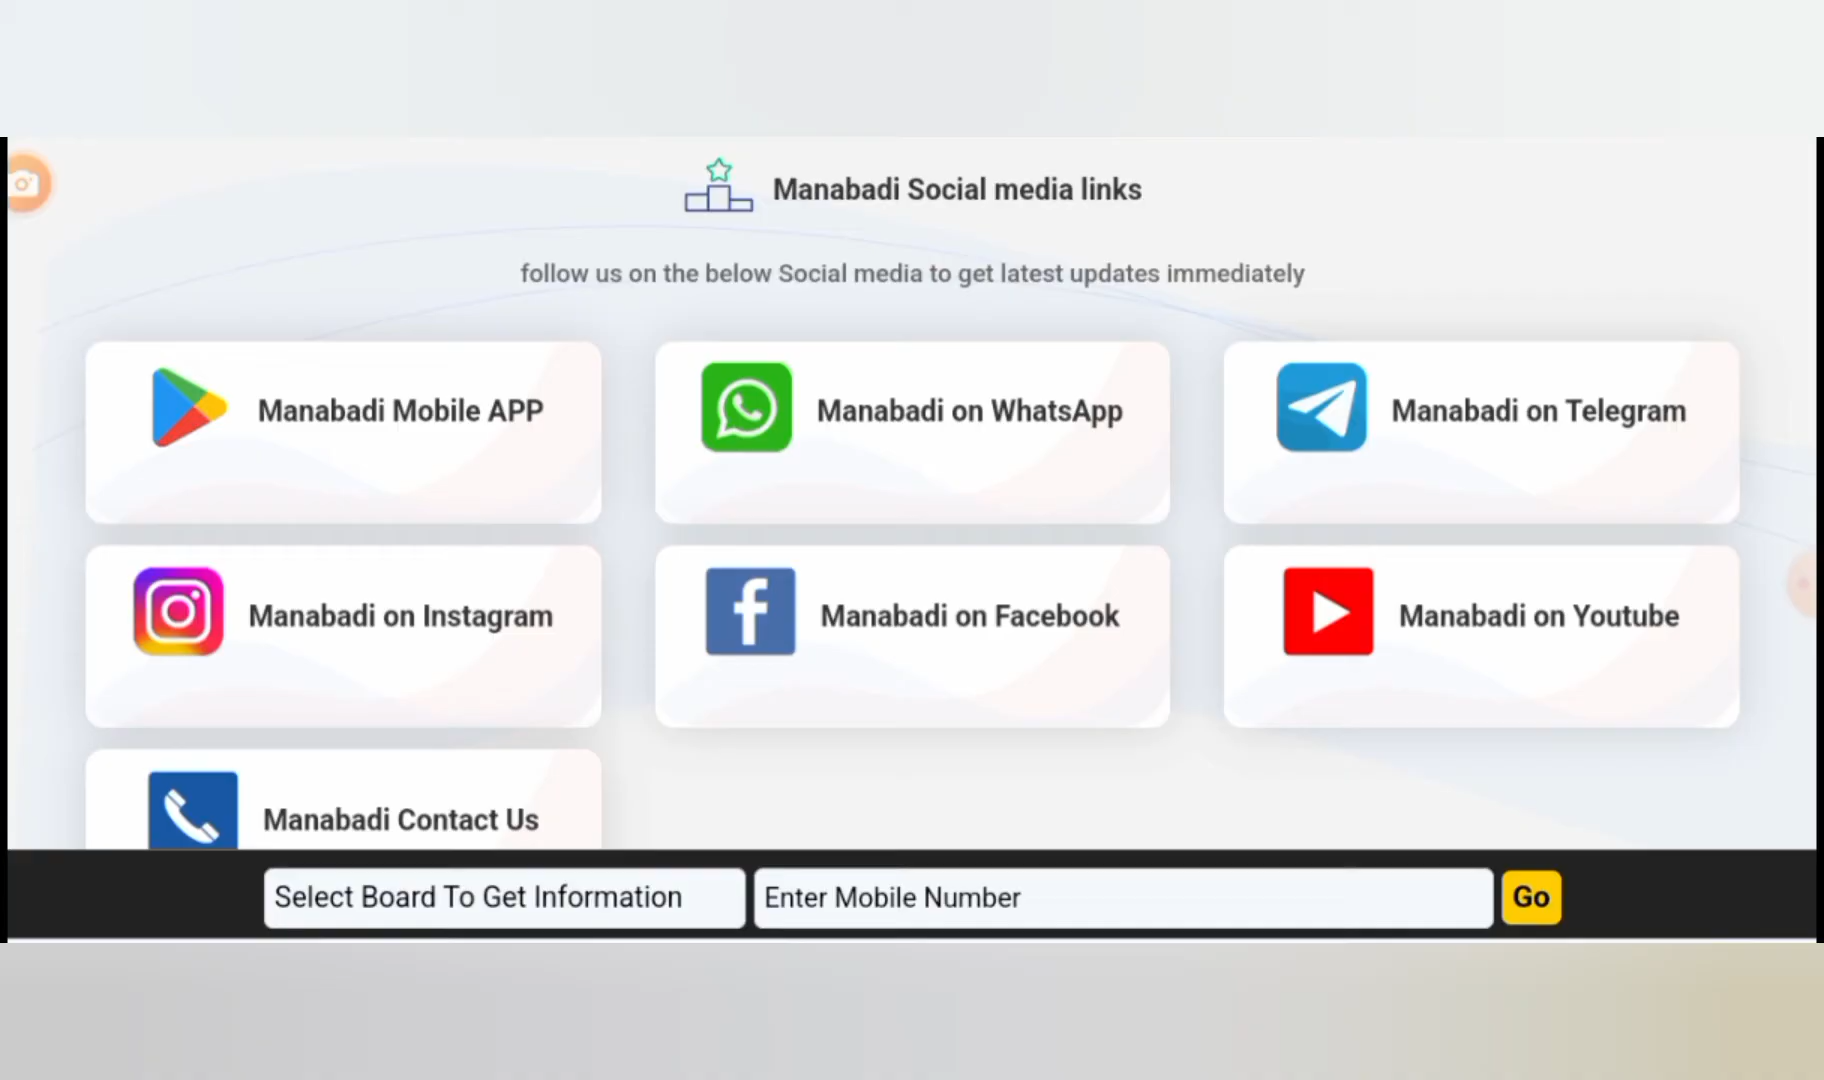 Manabadi Social media links
follow us on the below Social media to get latest updates immediately
Manabadi Mobile APP
Manabadi on WhatsApp
Manabadi on Telegram
Manabadi on Instagram
Manabadi on Facebook
Manabadi on Youtube
Manabadi Contact Us
Select Board To Get Information
Enter Mobile Number
Go